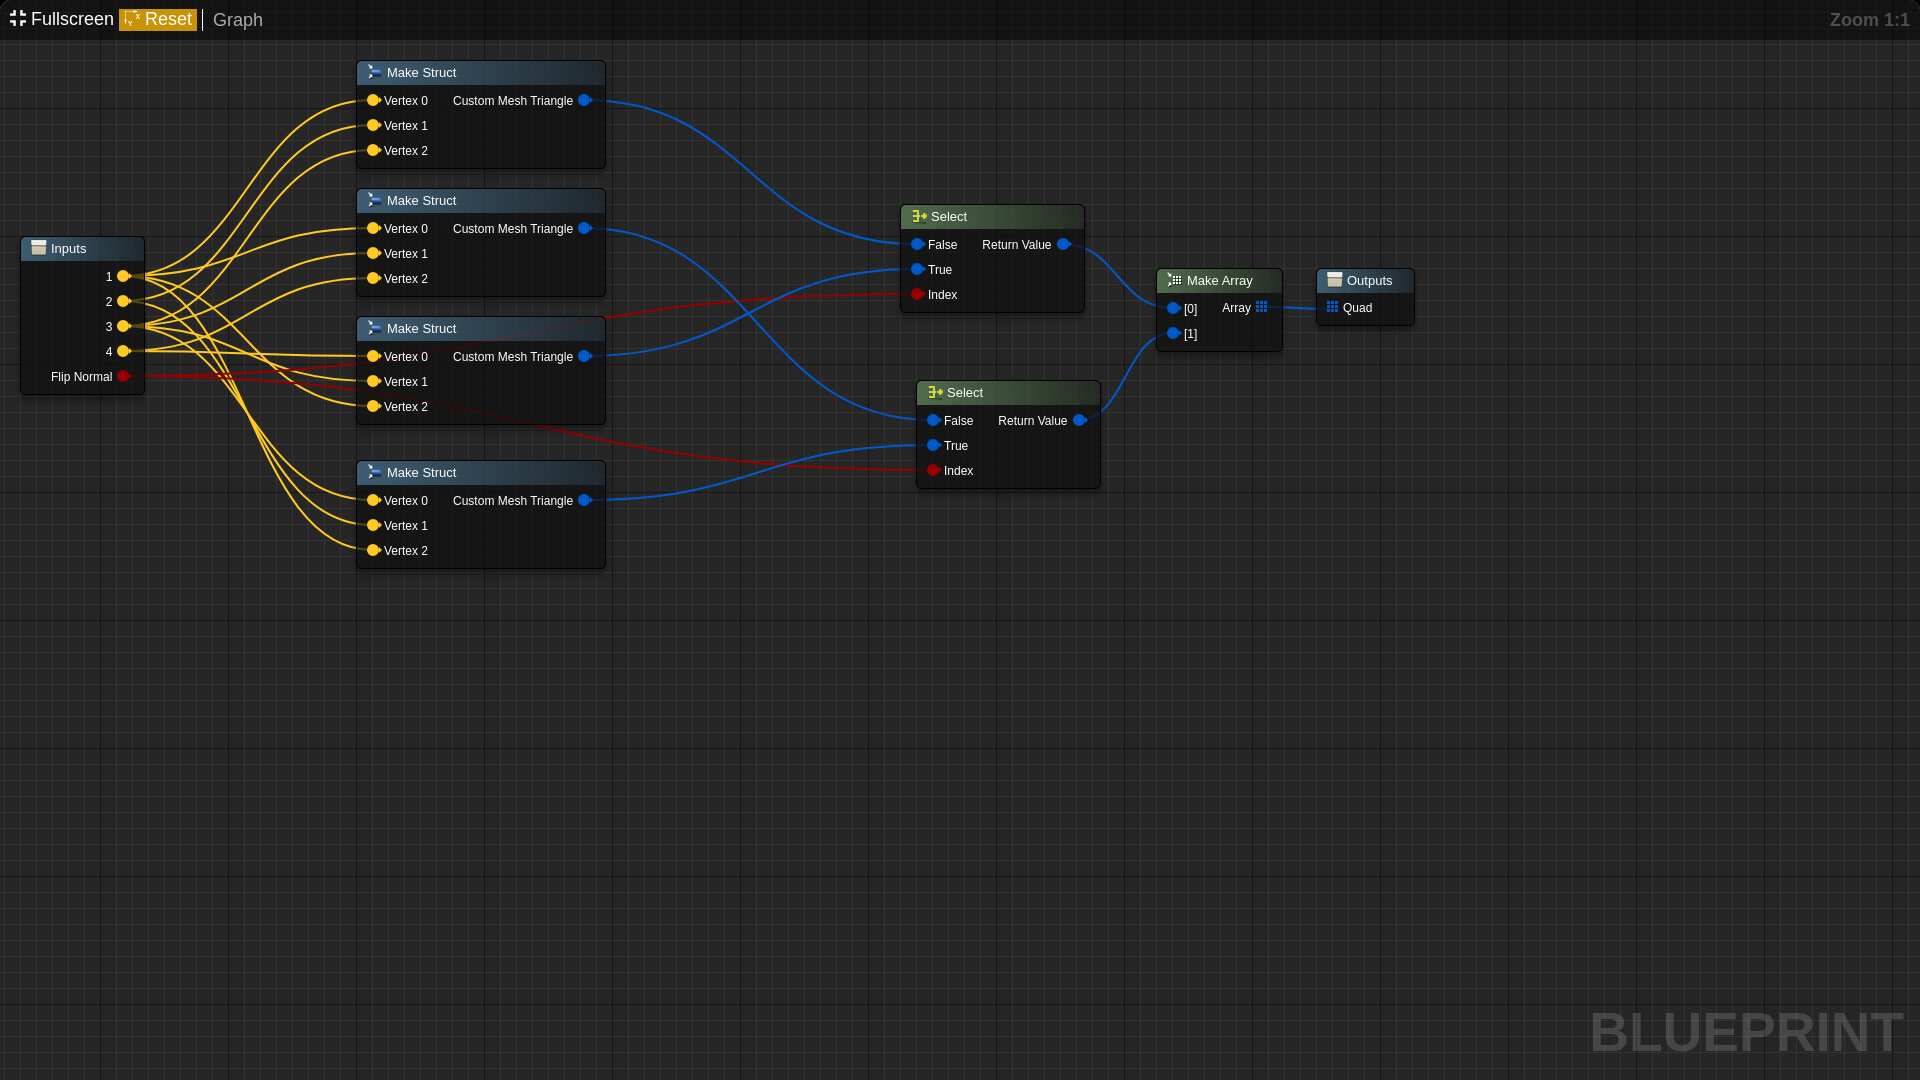 Fullscreen Reset Graph Zoom 1:1
Make Struct
Vertex 0 Custom Mesh Triangle
Vertex 1
Vertex 2
Make Struct
Vertex 0 Custom Mesh Triangle
Vertex 1
Vertex 2
Inputs
1
2
3
4
Flip Normal
Make Struct
Vertex 0 Custom Mesh Triangle
Vertex 1
Vertex 2
Make Struct
Vertex 0 Custom Mesh Triangle
Vertex 1
Vertex 2
Select
False Return Value
True
Index
Select
False Return Value
True
Index
Make Array
[0] Array
[1]
Outputs
Quad
BLUEPRINT